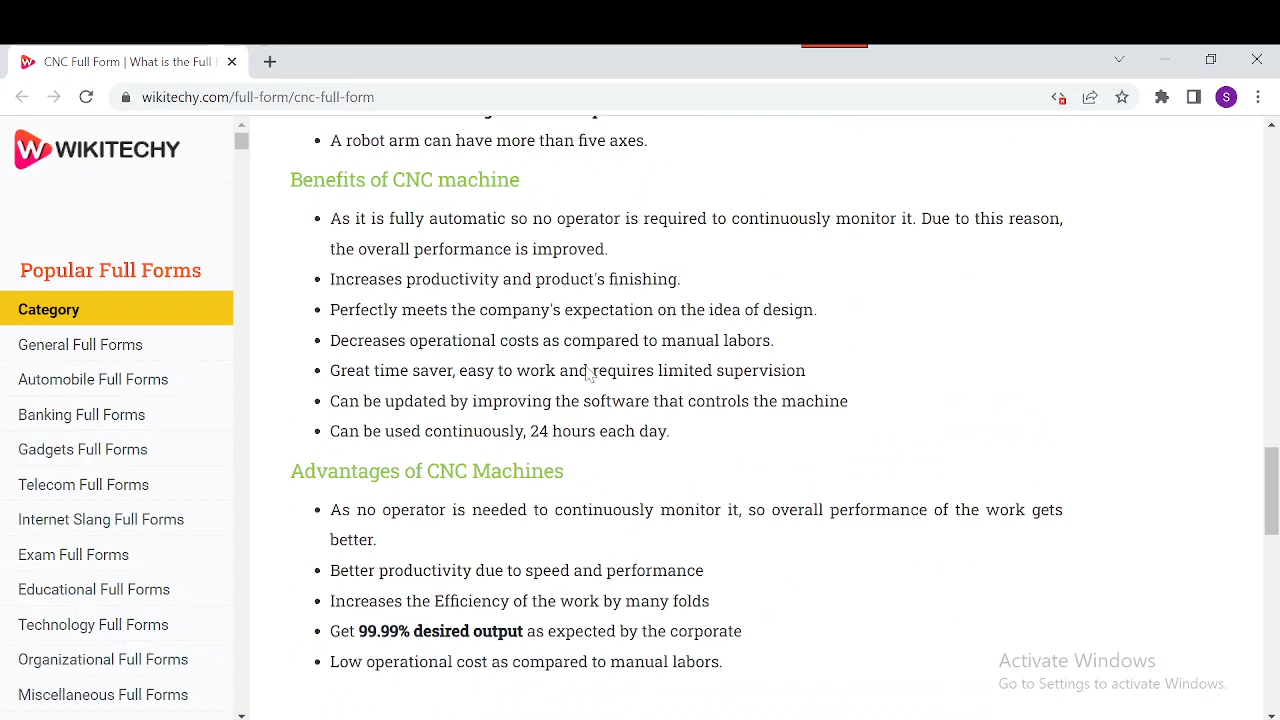 CNC Full Form | What is the Full
wikitechy.com/full-form/cnc-full-form
S
W WIKITECHY
Popular Full Forms
Category
General Full Forms
Automobile Full Forms
Banking Full Forms
Gadgets Full Forms
Telecom Full Forms
Internet Slang Full Forms
Exam Full Forms
Educational Full Forms
Technology Full Forms
Organizational Full Forms
Miscellaneous Full Forms
• A robot arm can have more than five axes.
Benefits of CNC machine
• As it is fully automatic so no operator is required to continuously monitor it. Due to this reason,
the overall performance is improved.
• Increases productivity and product's finishing.
• Perfectly meets the company's expectation on the idea of design.
• Decreases operational costs as compared to manual labors.
• Great time saver, easy to work and requires limited supervision
• Can be updated by improving the software that controls the machine
• Can be used continuously, 24 hours each day.
Advantages of CNC Machines
• As no operator is needed to continuously monitor it, so overall performance of the work gets
better.
• Better productivity due to speed and performance
• Increases the Efficiency of the work by many folds
• Get 99.99% desired output as expected by the corporate
• Low operational cost as compared to manual labors.
Activate Windows
Go to Settings to activate Windows.